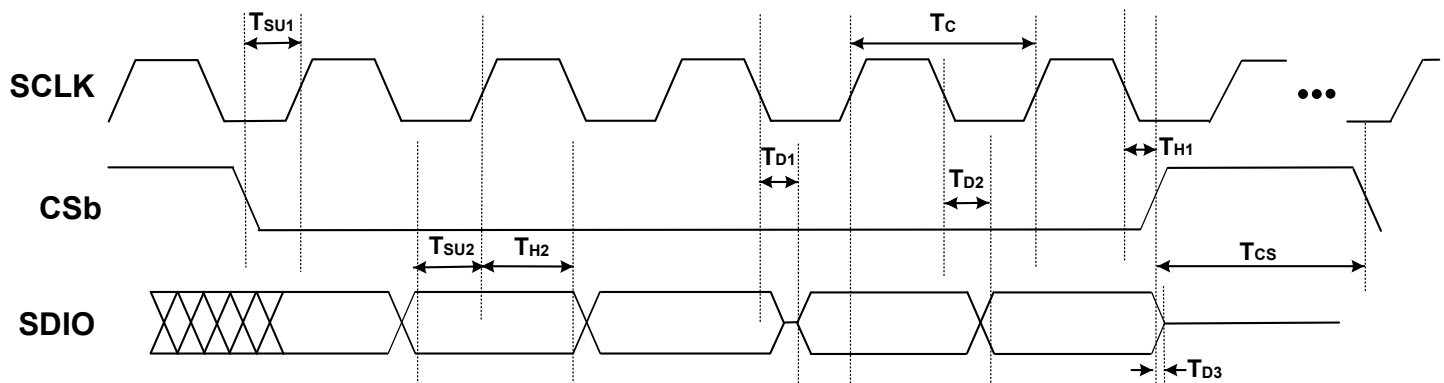 TSU1
TC
SCLK
•••
TD1
TH1
TD2
CSb
TSU2
TH2
TCS
SDIO
TD3